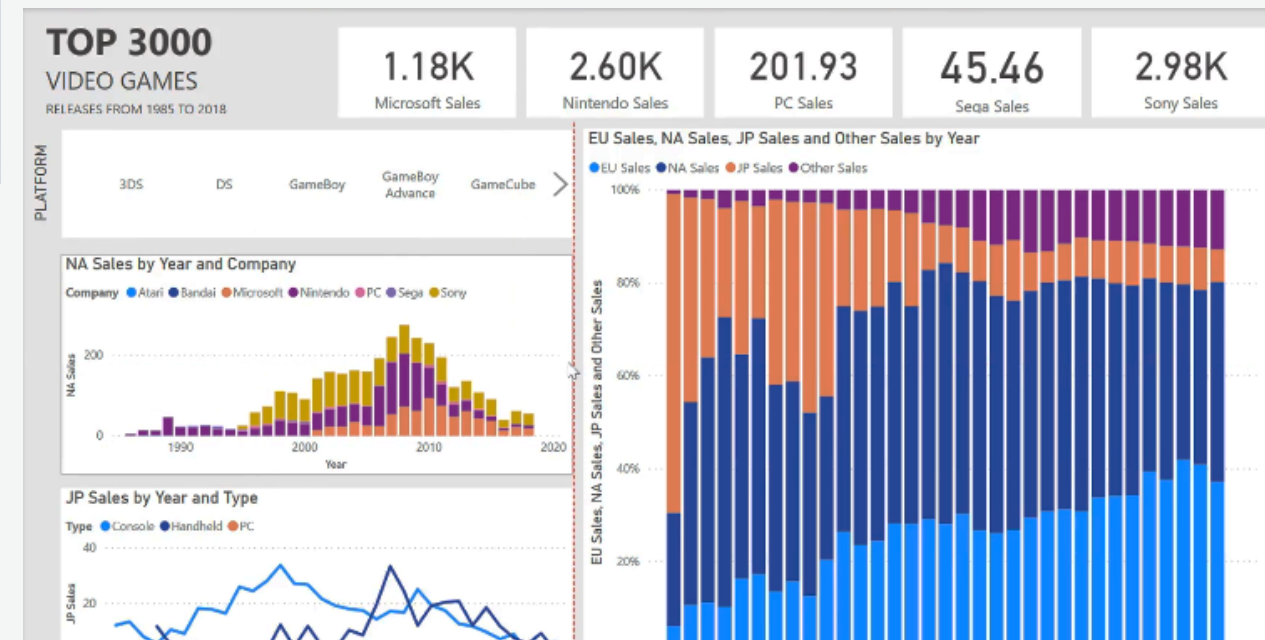 TOP 3000
VIDEO GAMES
RELEASES FROM 1985 TO 2018
1.18K
Microsoft Sales
2.60K
Nintendo Sales
201.93
PC Sales
45.46
Sega Sales
2.98K
Sony Sales
PLATFORM
3DS
DS
GameBoy
GameBoy
Advance
GameCube
NA Sales by Year and Company
Company Atari Bandai Microsoft Nintendo PC Sega Sony
NA Sales
200
0
1990 2000 2010 2020
Year
JP Sales by Year and Type
Type Console Handheld PC
JP Sales
40
20
EU Sales, NA Sales, JP Sales and Other Sales by Year
EU Sales NA Sales JP Sales Other Sales
EU Sales, NA Sales, JP Sales and Other Sales
100%
80%
60%
40%
20%